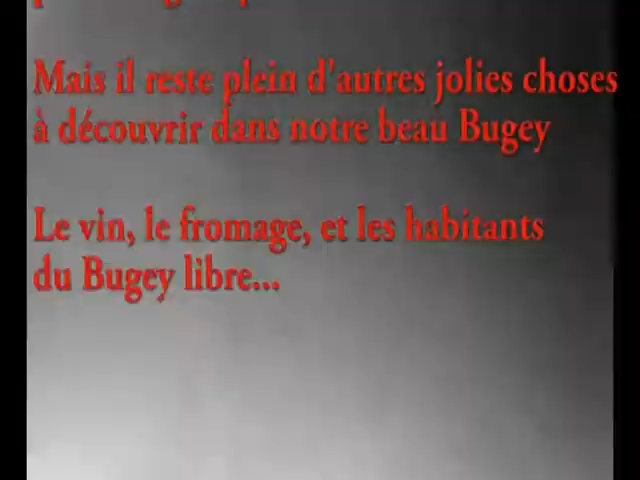 Mais il reste plein d'autres jolies choses
à découvrir dans notre beau Bugey
Le vin, le fromage, et les habitants
du Bugey libre...